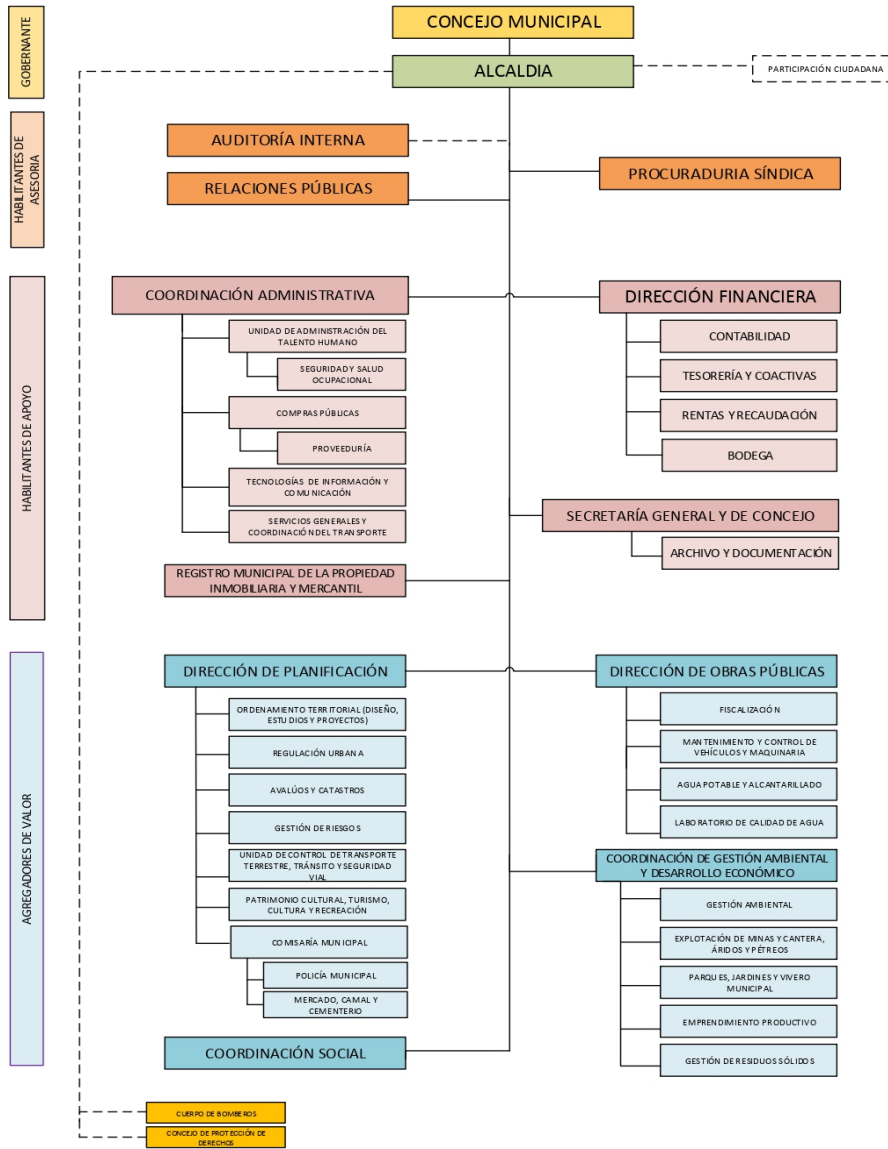 GOBERNANTE
CONCEJO MUNICIPAL
ALCALDIA
PARTICIPACIÓN CIUDADANA
HABILITANTES DE
ASESORIA
AUDITORÍA INTERNA
PROCURADURIA SÍNDICA
RELACIONES PÚBLICAS
HABILITANTES DE APOYO
COORDINACIÓN ADMINISTRATIVA
UNIDAD DE ADMINISTRACIÓN DEL
TALENTO HUMANO
SEGURIDAD Y SALUD
OCUPACIONAL
COMPRAS PÚBLICAS
PROVEEDURÍA
TECNOLOGÍAS DE INFORMACIÓN Y
COMUNICACIÓN
SERVICIOS GENERALES Y
COORDINACIÓN DEL TRANSPORTE
DIRECCIÓN FINANCIERA
CONTABILIDAD
TESORERÍA Y COACTIVAS
RENTAS Y RECAUDACIÓN
BODEGA
SECRETARÍA GENERAL Y DE CONCEJO
ARCHIVO Y DOCUMENTACIÓN
REGISTRO MUNICIPAL DE LA PROPIEDAD
INMOBILIARIA Y MERCANTIL
AGREGADORES DE VALOR
DIRECCIÓN DE PLANIFICACIÓN
ORDENAMIENTO TERRITORIAL (DISEÑO,
ESTUDIOS Y PROYECTOS)
REGULACIÓN URBANA
AVALÚOS Y CATASTROS
GESTIÓN DE RIESGOS
UNIDAD DE CONTROL DE TRANSPORTE
TERRESTRE, TRÁNSITO Y SEGURIDAD
VIAL
PATRIMONIO CULTURAL, TURISMO,
CULTURA Y RECREACIÓN
COMISARÍA MUNICIPAL
POLICÍA MUNICIPAL
MERCADO, CAMAL Y
CEMENTERIO
DIRECCIÓN DE OBRAS PÚBLICAS
FISCALIZACIÓN
MANTENIMIENTO Y CONTROL DE
VEHÍCULOS Y MAQUINARIA
AGUA POTABLE Y ALCANTARILLADO
LABORATORIO DE CALIDAD DE AGUA
COORDINACIÓN DE GESTIÓN AMBIENTAL
Y DESARROLLO ECONÓMICO
GESTIÓN AMBIENTAL
EXPLOTACIÓN DE MINAS Y CANTERA,
ÁRIDOS Y PÉTREOS
PARQUES, JARDINES Y VIVERO
MUNICIPAL
EMPRENDIMIENTO PRODUCTIVO
GESTIÓN DE RESIDUOS SÓLIDOS
COORDINACIÓN SOCIAL
CUERPO DE BOMBEROS
CONCEJO DE PROTECCIÓN DE
DERECHOS